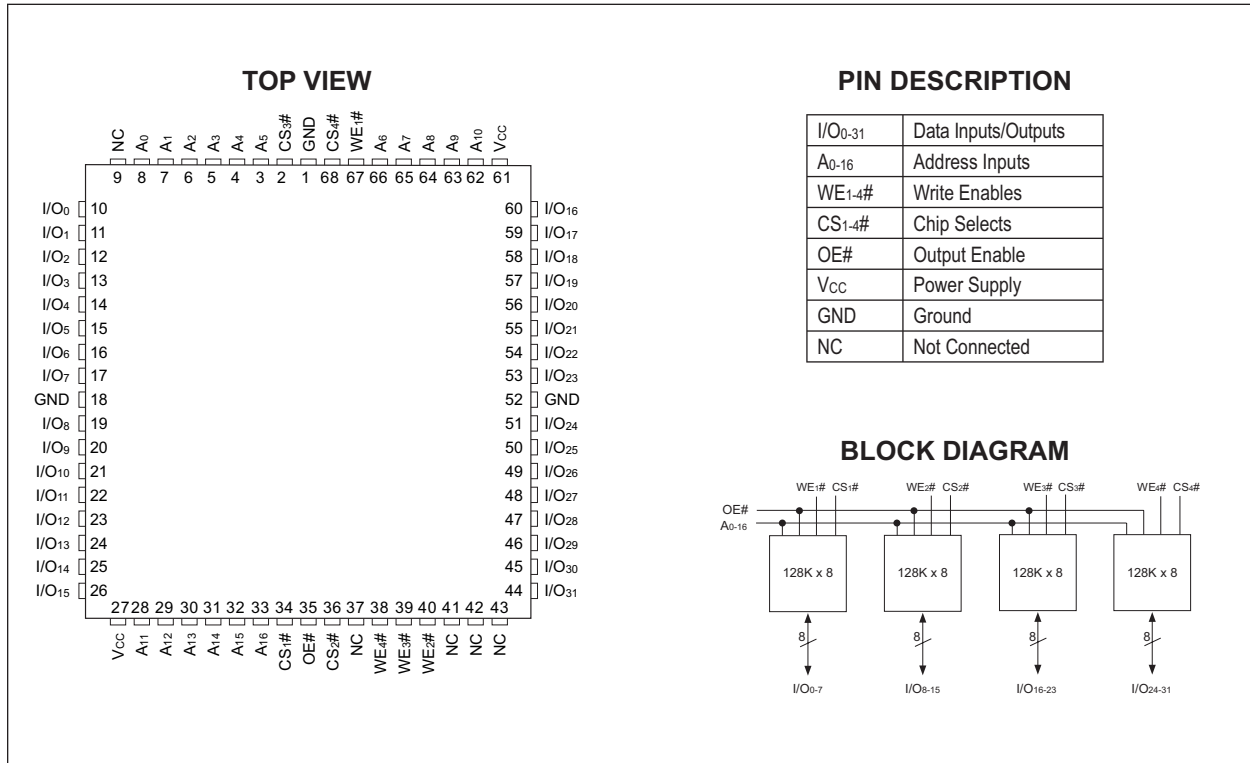 TOP VIEW
NC A0 A1 A2 A3 A4 A5 CS3# GND CS4# WE1# A6 A7 A8 A9 A10 VCC
9 8 7 6 5 4 3 2 1 68 67 66 65 64 63 62 61
I/O0 10
I/O1 11
I/O2 12
I/O3 13
I/O4 14
I/O5 15
I/O6 16
I/O7 17
GND 18
I/O8 19
I/O9 20
I/O10 21
I/O11 22
I/O12 23
I/O13 24
I/O14 25
I/O15 26
60 I/O16
59 I/O17
58 I/O18
57 I/O19
56 I/O20
55 I/O21
54 I/O22
53 I/O23
52 GND
51 I/O24
50 I/O25
49 I/O26
48 I/O27
47 I/O28
46 I/O29
45 I/O30
44 I/O31
27 28 29 30 31 32 33 34 35 36 37 38 39 40 41 42 43
VCC A11 A12 A13 A14 A15 A16 CS1# OE# CS2# NC WE4# WE3# WE2# NC NC NC
PIN DESCRIPTION
I/O0-31 Data Inputs/Outputs
A0-16 Address Inputs
WE1-4# Write Enables
CS1-4# Chip Selects
OE# Output Enable
VCC Power Supply
GND Ground
NC Not Connected
BLOCK DIAGRAM
WE1# CS1# WE2# CS2# WE3# CS3# WE4# CS4#
OE#
A0-16
128K x 8 128K x 8 128K x 8 128K x 8
8 8 8 8
I/O0-7 I/O8-15 I/O16-23 I/O24-31